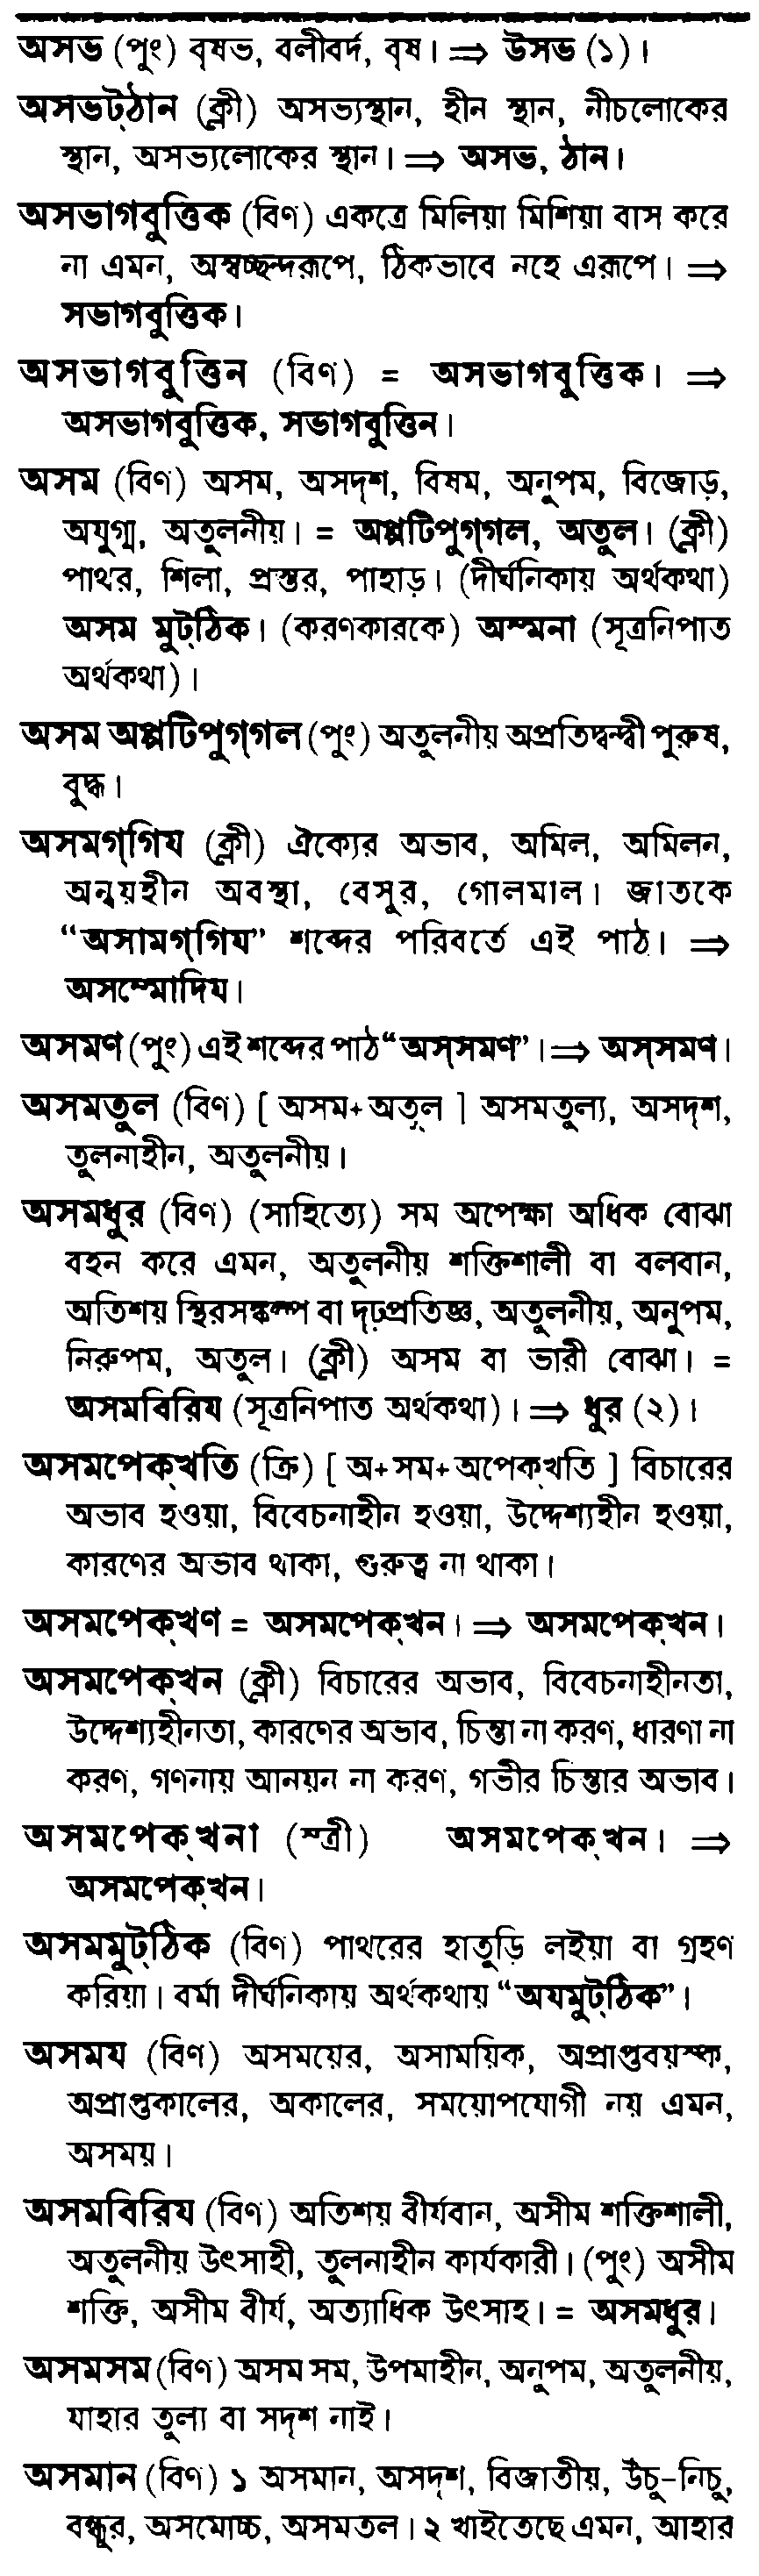 অসভ (পুং) বৃষভ, বলীবর্দ, বৃষ। ⇒ উসভ (১)।
অসভট্‌ঠান (ক্লী) অসভ্যস্থান, হীন স্থান, নীচলোকের
স্থান, অসভ্যলোকের স্থান। ⇒ অসভ, ঠান।
অসভাগবুত্তিক (বিণ) একত্রে মিলিয়া মিশিয়া বাস করে
না এমন, অস্বচ্ছন্দরূপে, ঠিকভাবে নহে এরূপে। ⇒
সভাগবুত্তিক।
অসভাগবুত্তিন (বিণ) = অসভাগবুত্তিক। ⇒
অসভাগবুত্তিক, সভাগবুত্তিন।
অসম (বিণ) অসম, অসদৃশ, বিষম, অনুপম, বিজোড়,
অযুগ্ম, অতুলনীয়। = অপ্পটিপুগ্‌গল, অতুল। (ক্লী)
পাথর, শিলা, প্রস্তর, পাহাড়। (দীর্ঘনিকায় অর্থকথা)
অসম মুট্‌ঠিক। (করণকারকে) অস্মনা (সূত্রনিপাত
অর্থকথা)।
অসম অপ্পটিপুগ্‌গল (পুং) অতুলনীয় অপ্রতিদ্বন্দ্বী পুরুষ,
বুদ্ধ।
অসমগ্‌গিয (ক্লী) ঐক্যের অভাব, অমিল, অমিলন,
অন্বয়হীন অবস্থা, বেসুর, গোলমাল। জাতকে
“অসামগ্‌গিয” শব্দের পরিবর্তে এই পাঠ। ⇒
অসম্মোদিয।
অসমণ (পুং) এই শব্দের পাঠ “অস্‌সমণ”। ⇒ অস্‌সমণ।
অসমতুল (বিণ) [ অসম+ অতুল ] অসমতুল্য, অসদৃশ,
তুলনাহীন, অতুলনীয়।
অসমধুর (বিণ) (সাহিত্যে) সম অপেক্ষা অধিক বোঝা
বহন করে এমন, অতুলনীয় শক্তিশালী বা বলবান,
অতিশয় স্থিরসঙ্কল্প বা দৃঢ়প্রতিজ্ঞ, অতুলনীয়, অনুপম,
নিরুপম, অতুল। (ক্লী) অসম বা ভারী বোঝা। =
অসমবিরিয (সূত্রনিপাত অর্থকথা)। ⇒ ধুর (২)।
অসমপেক্‌খতি (ক্রি) [ অ+ সম+ অপেক্‌খতি ] বিচারের
অভাব হওয়া, বিবেচনাহীন হওয়া, উদ্দেশ্যহীন হওয়া,
কারণের অভাব থাকা, গুরুত্ব না থাকা।
অসমপেক্‌খণ = অসমপেক্‌খন। ⇒ অসমপেক্‌খন।
অসমপেক্‌খন (ক্লী) বিচারের অভাব, বিবেচনাহীনতা,
উদ্দেশ্যহীনতা, কারণের অভাব, চিন্তা না করণ, ধারণা না
করণ, গণনায় আনয়ন না করণ, গভীর চিন্তার অভাব।
অসমপেক্‌খনা (স্ত্রী) অসমপেক্‌খন। ⇒
অসমপেক্‌খন।
অসমমুট্‌ঠিক (বিণ) পাথরের হাতুড়ি লইয়া বা গ্রহণ
করিয়া। বর্মা দীর্ঘনিকায় অর্থকথায় “অযমুট্‌ঠিক”।
অসময (বিণ) অসময়ের, অসাময়িক, অপ্রাপ্তবয়স্ক,
অপ্রাপ্তকালের, অকালের, সময়োপযোগী নয় এমন,
অসময়।
অসমবিরিয (বিণ) অতিশয় বীর্যবান, অসীম শক্তিশালী,
অতুলনীয় উৎসাহী, তুলনাহীন কার্যকারী। (পুং) অসীম
শক্তি, অসীম বীর্য, অত্যাধিক উৎসাহ। = অসমধুর।
অসমসম (বিণ) অসম সম, উপমাহীন, অনুপম, অতুলনীয়,
যাহার তুল্য বা সদৃশ নাই।
অসমান (বিণ) ১ অসমান, অসদৃশ, বিজাতীয়, উঁচু-নিচু,
বন্ধুর, অসমোচ্চ, অসমতল। ২ খাইতেছে এমন, আহার